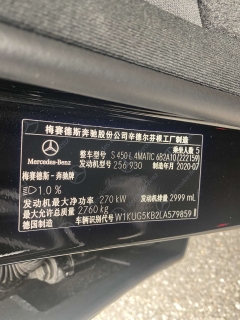 梅赛德斯奔驰股份公司辛德尔芬根工厂制造
乘坐人数 5
整车型号 S 450 L 4MATIC 6B2A10 (222159)
发动机型号 256 930 制造年月 2020-07
Mercedes-Benz
梅赛德斯-奔驰
1.0 %
发动机最大净功率 270 kW 发动机排量 2999 mL
最大允许总质量 2760 kg
德国制造 车辆识别代号 W1KUG5KB2LA579859